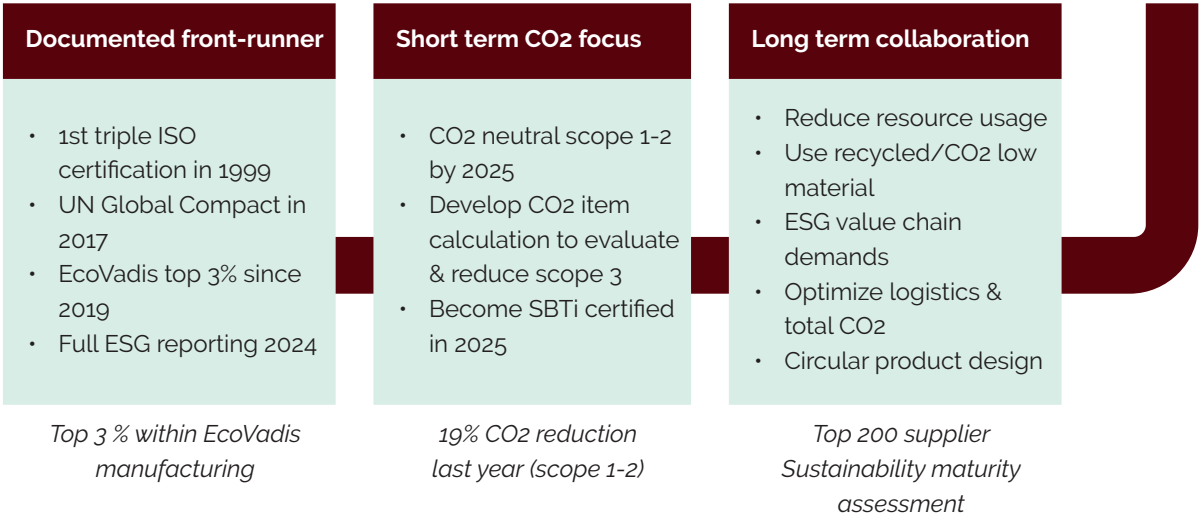 Documented front-runner
• 1st triple ISO
certification in 1999
• UN Global Compact in
2017
• EcoVadis top 3% since
2019
• Full ESG reporting 2024
Top 3 % within EcoVadis
manufacturing
Short term CO2 focus
• CO2 neutral scope 1-2
by 2025
• Develop CO2 item
calculation to evaluate
& reduce scope 3
• Become SBTi certified
in 2025
19% CO2 reduction
last year (scope 1-2)
Long term collaboration
• Reduce resource usage
• Use recycled/CO2 low
material
• ESG value chain
demands
• Optimize logistics &
total CO2
• Circular product design
Top 200 supplier
Sustainability maturity
assessment